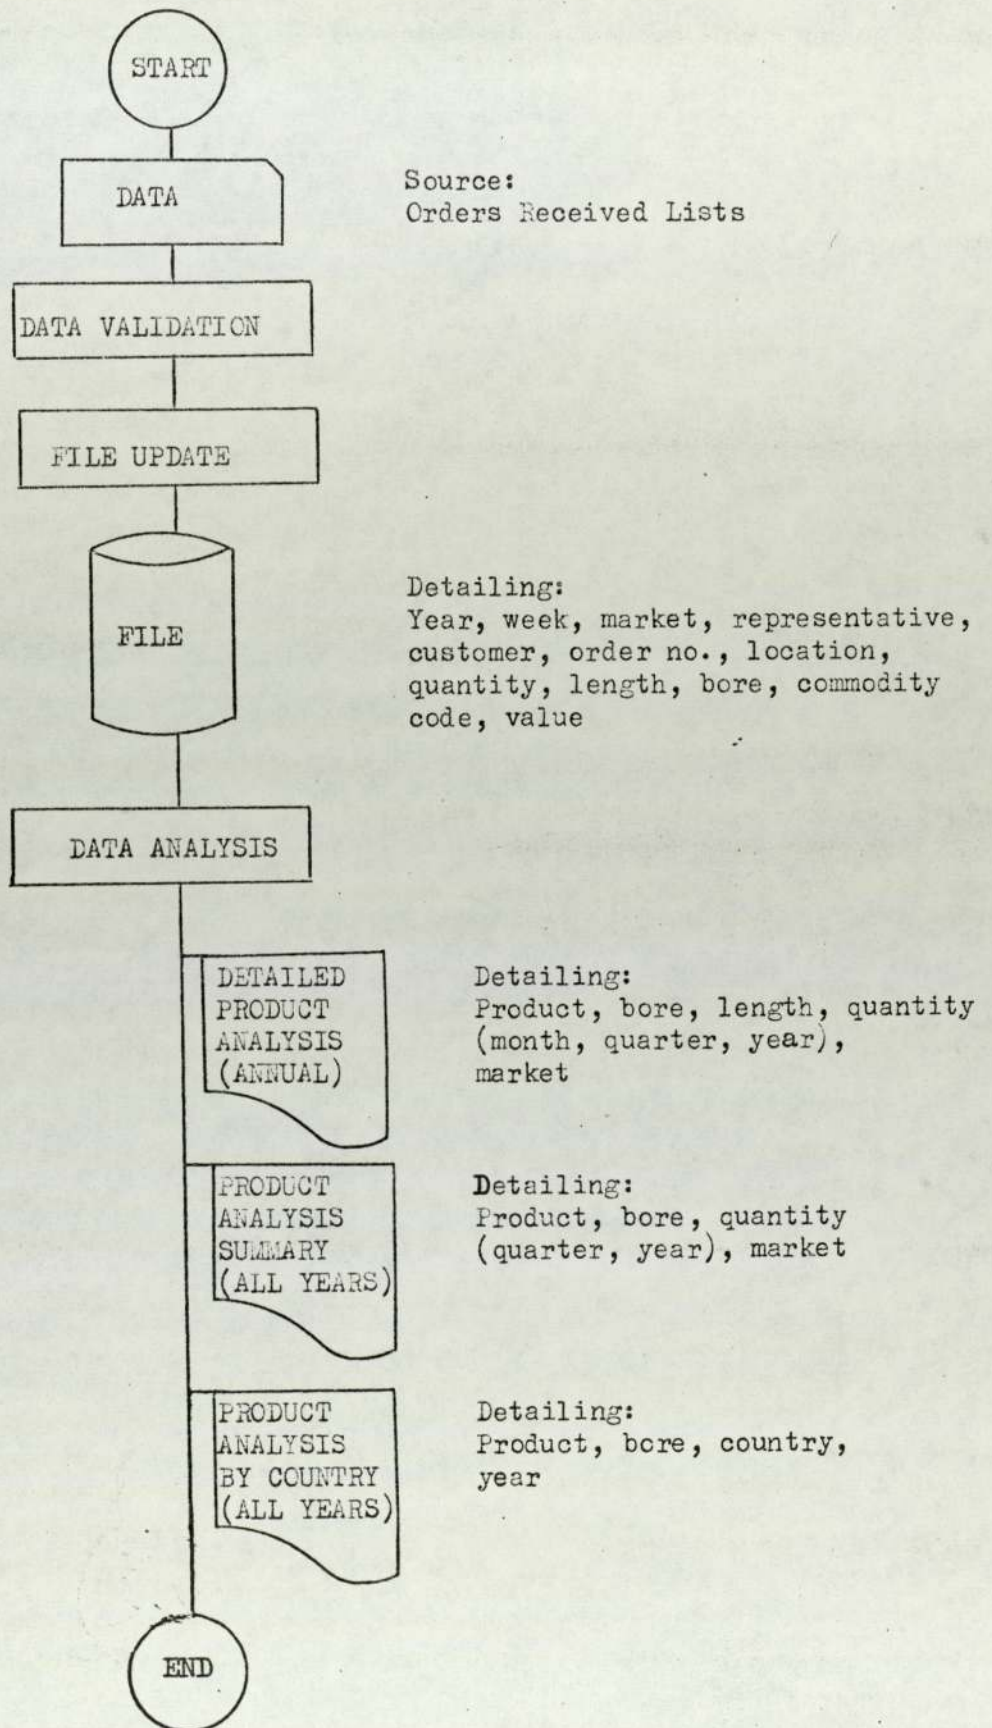 START
DATA
Source:
Orders Received Lists
DATA VALIDATION
FILE UPDATE
FILE
Detailing:
Year, week, market, representative,
customer, order no., location,
quantity, length, bore, commodity
code, value
DATA ANALYSIS
DETAILED
PRODUCT
ANALYSIS
(ANNUAL)
Detailing:
Product, bore, length, quantity
(month, quarter, year),
market
PRODUCT
ANALYSIS
SUMMARY
(ALL YEARS)
Detailing:
Product, bore, quantity
(quarter, year), market
PRODUCT
ANALYSIS
BY COUNTRY
(ALL YEARS)
Detailing:
Product, bore, country,
year
END